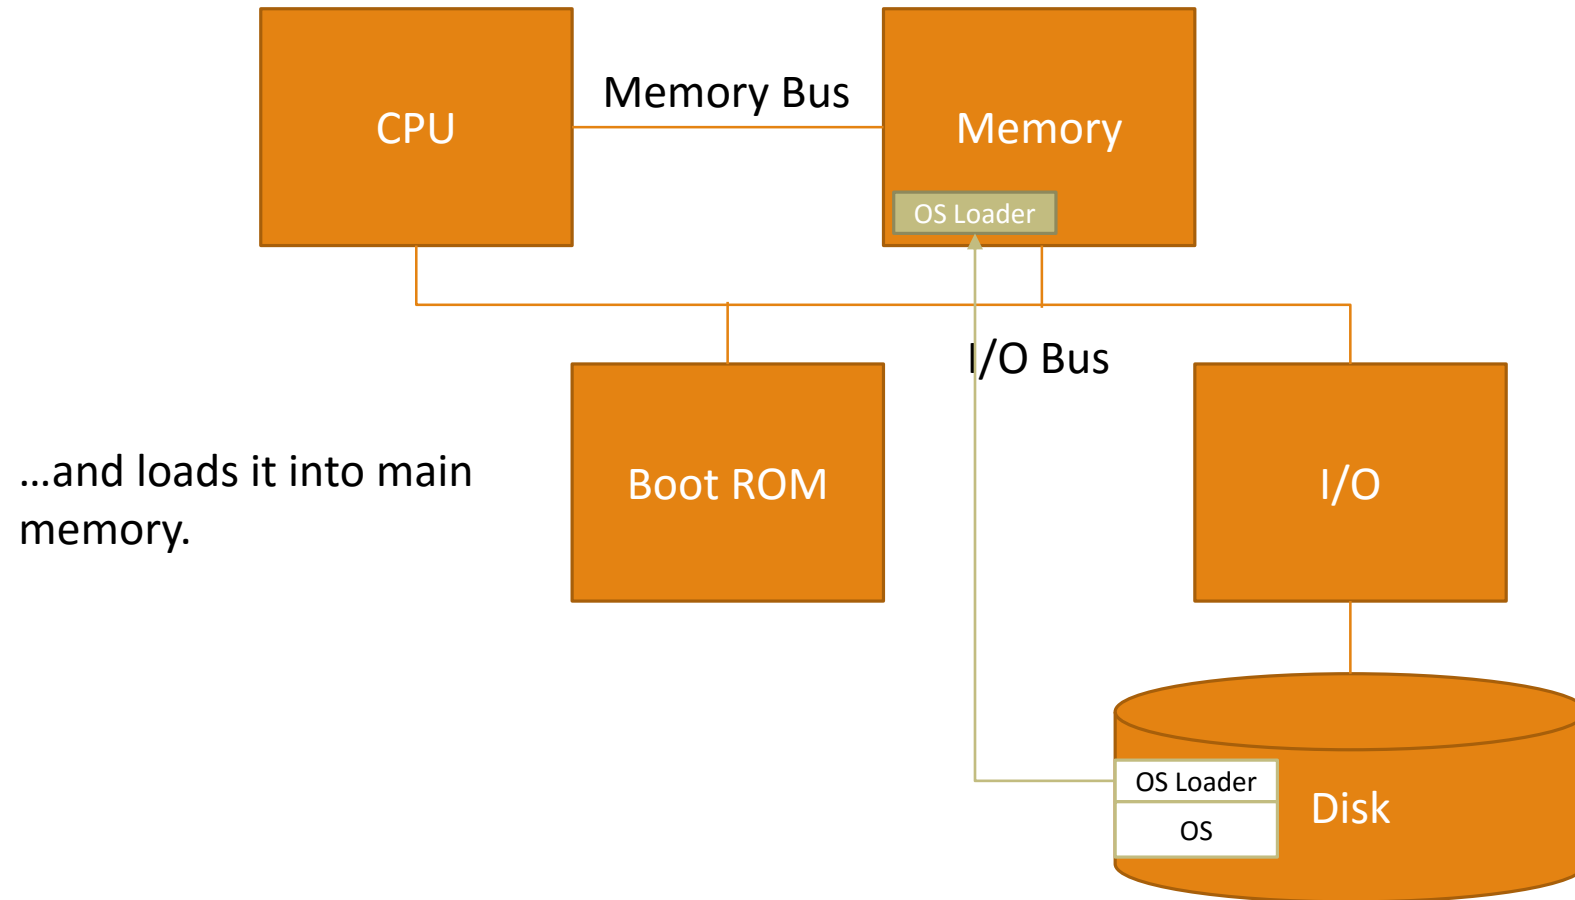 CPU
Memory Bus
Memory
OS Loader
I/O Bus
…and loads it into main
memory.
Boot ROM
I/O
OS Loader
OS
Disk